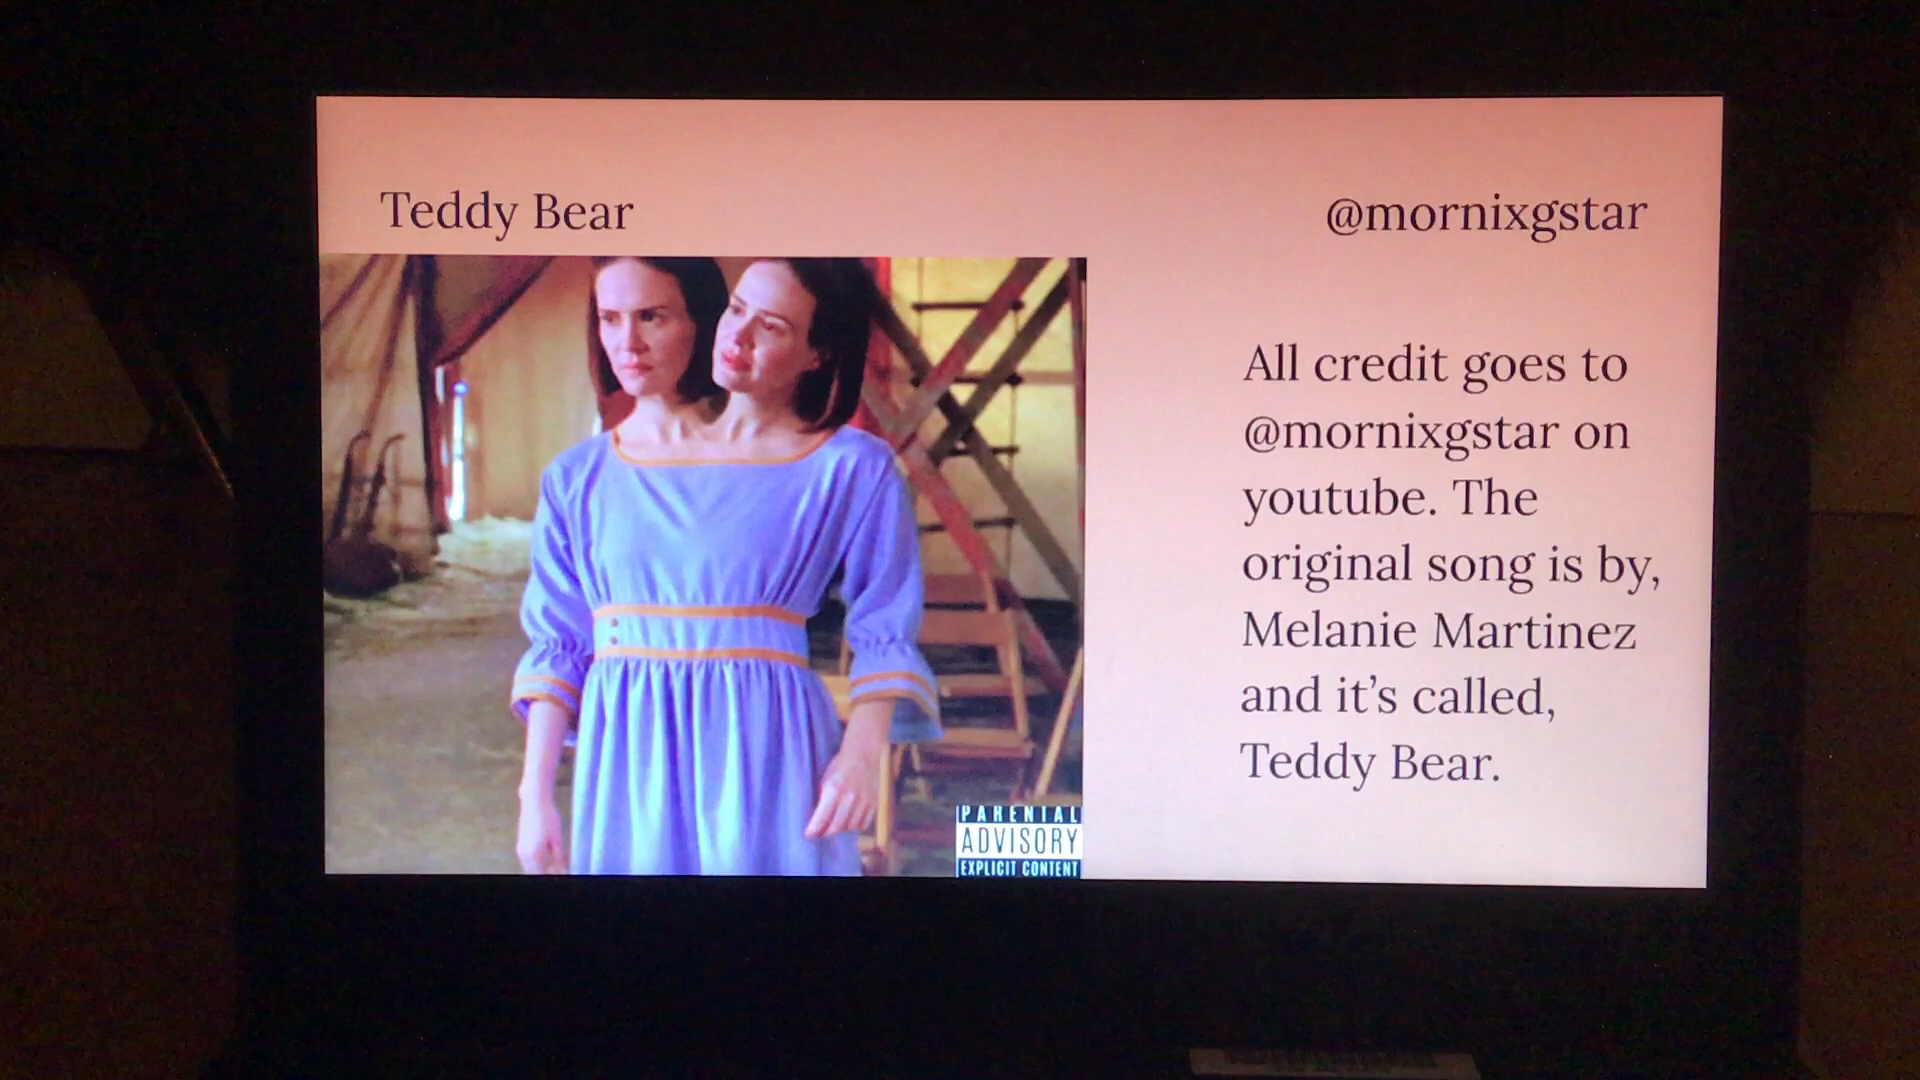 Teddy Bear
@mornixgstar
All credit goes to
@mornixgstar on
youtube. The
original song is by,
Melanie Martinez
and it's called,
Teddy Bear.
PARENTAL
ADVISORY
EXPLICIT CONTENT